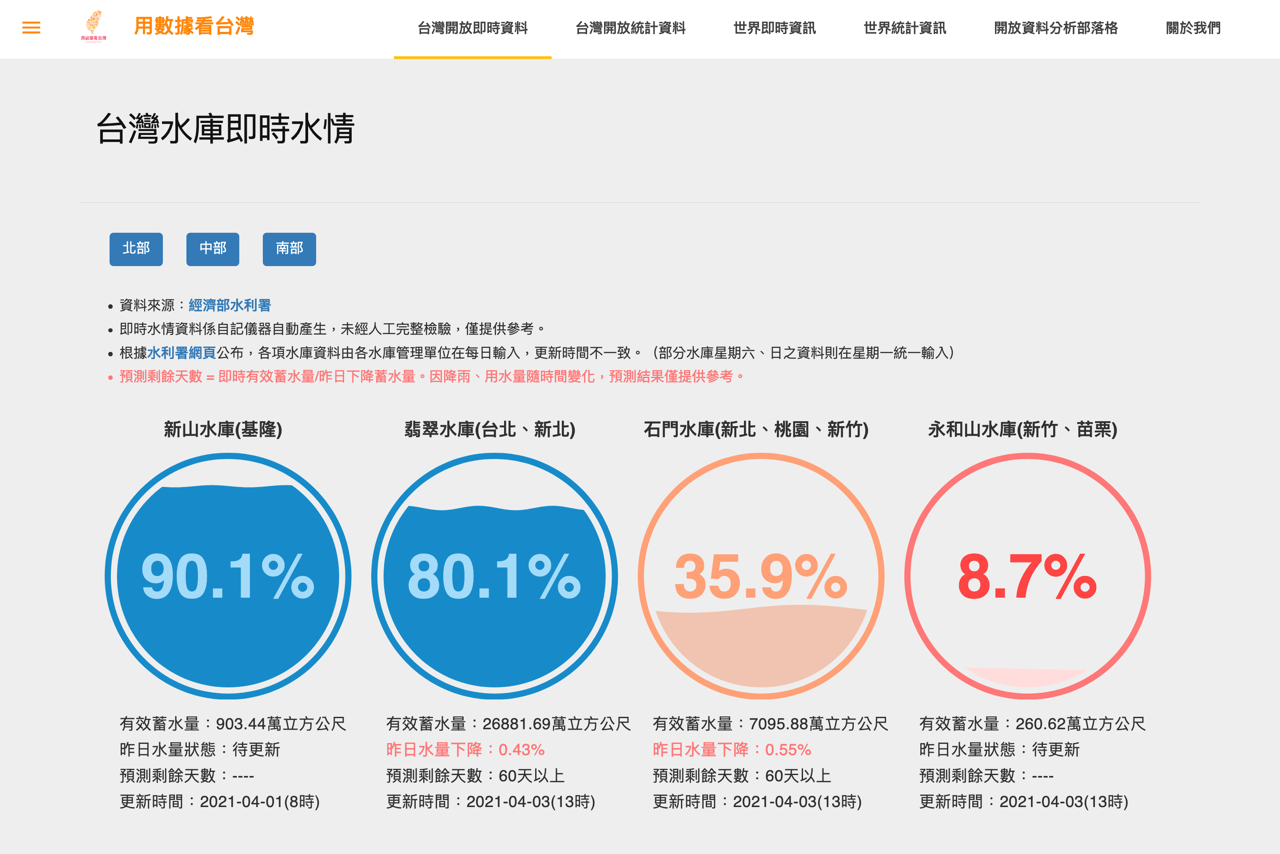 用數據看台灣
用數據看台灣
台灣開放即時資料
台灣開放統計資料
世界即時資訊
世界統計資訊
開放資料分析部落格
關於我們
台灣水庫即時水情
北部
中部
南部
• 資料來源：經濟部水利署
• 即時水情資料係自記儀器自動產生，未經人工完整檢驗，僅提供參考。
• 根據水利署網頁公布，各項水庫資料由各水庫管理單位在每日輸入，更新時間不一致。（部分水庫星期六、日之資料則在星期一統一輸入）
• 預測剩餘天數 = 即時有效蓄水量/昨日下降蓄水量。因降雨、用水量隨時間變化，預測結果僅提供參考。
新山水庫(基隆)
90.1%
有效蓄水量：903.44萬立方公尺
昨日水量狀態：待更新
預測剩餘天數：----
更新時間：2021-04-01(8時)
翡翠水庫(台北、新北)
80.1%
有效蓄水量：26881.69萬立方公尺
昨日水量下降：0.43%
預測剩餘天數：60天以上
更新時間：2021-04-03(13時)
石門水庫(新北、桃園、新竹)
35.9%
有效蓄水量：7095.88萬立方公尺
昨日水量下降：0.55%
預測剩餘天數：60天以上
更新時間：2021-04-03(13時)
永和山水庫(新竹、苗栗)
8.7%
有效蓄水量：260.62萬立方公尺
昨日水量狀態：待更新
預測剩餘天數：----
更新時間：2021-04-03(13時)